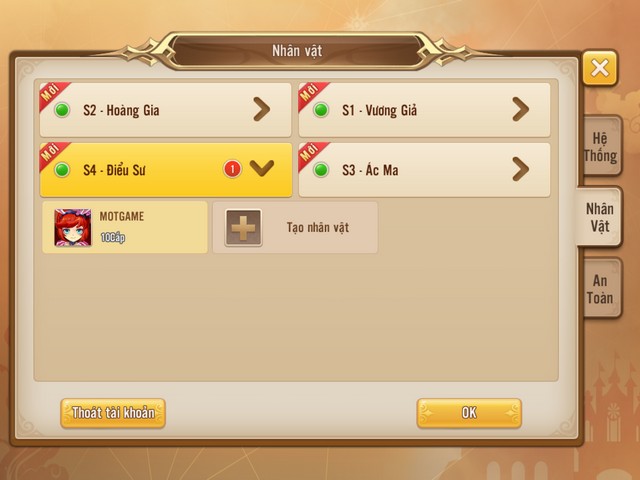 Nhân vật
Mới
S2 - Hoàng Gia
Mới
S1 - Vương Giả
Mới
S4 - Điểu Sư
1
Mới
S3 - Ác Ma
MOTGAME
10Cấp
Tạo nhân vật
Hệ
Thống
Nhân
Vật
An
Toàn
Thoát tài khoản
OK